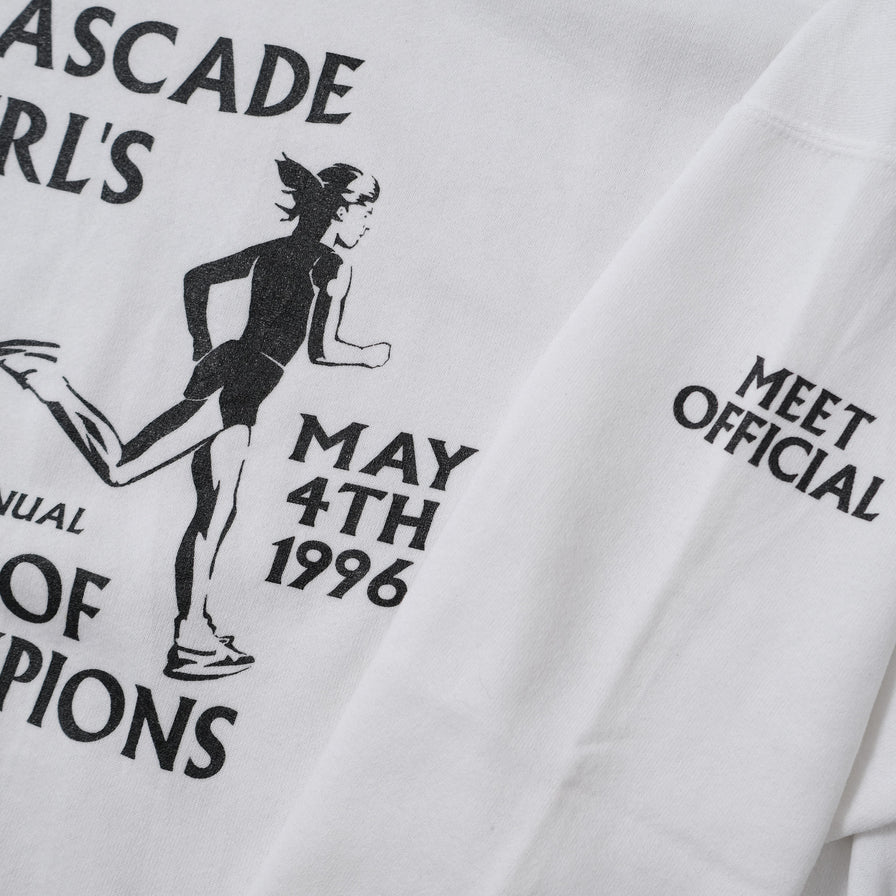 ASCADE
RL'S
MAY
4TH
1996
NUAL
OF
PIONS
MEET
OFFICIAL